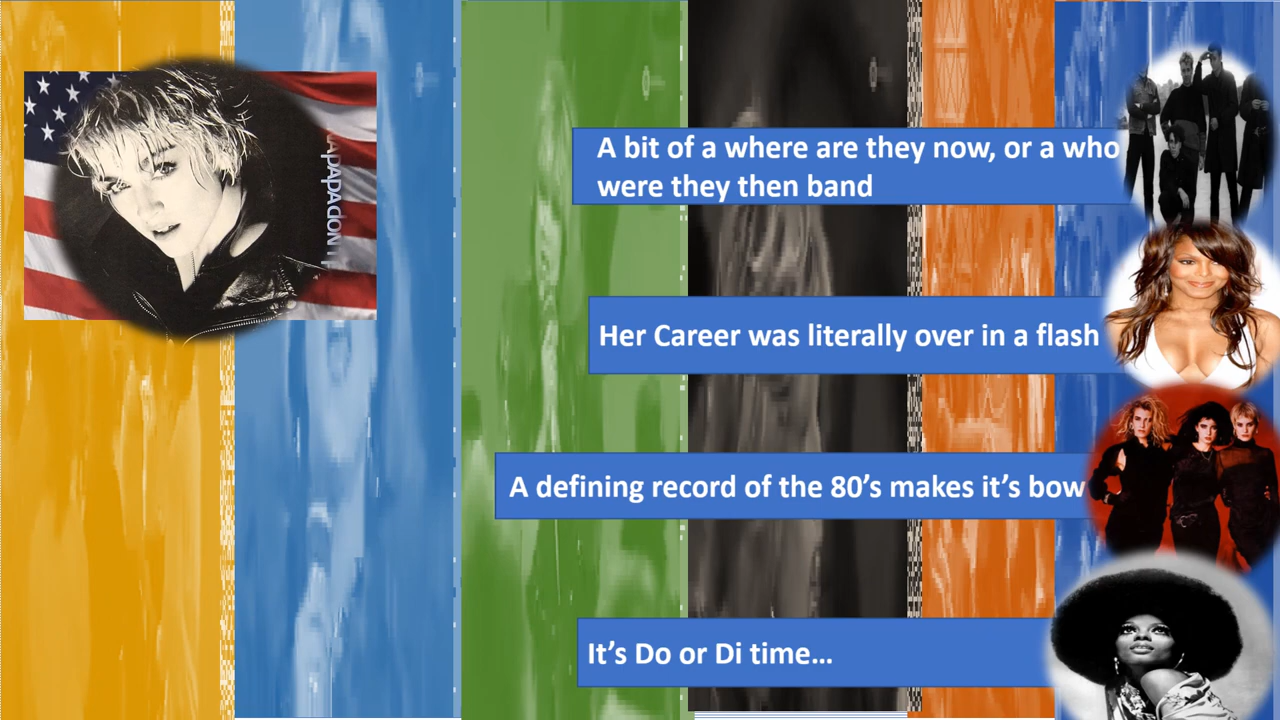 PAPADON
A bit of a where are they now, or a who
were they then band
Her Career was literally over in a flash
A defining record of the 80’s makes it’s bow
It’s Do or Di time…